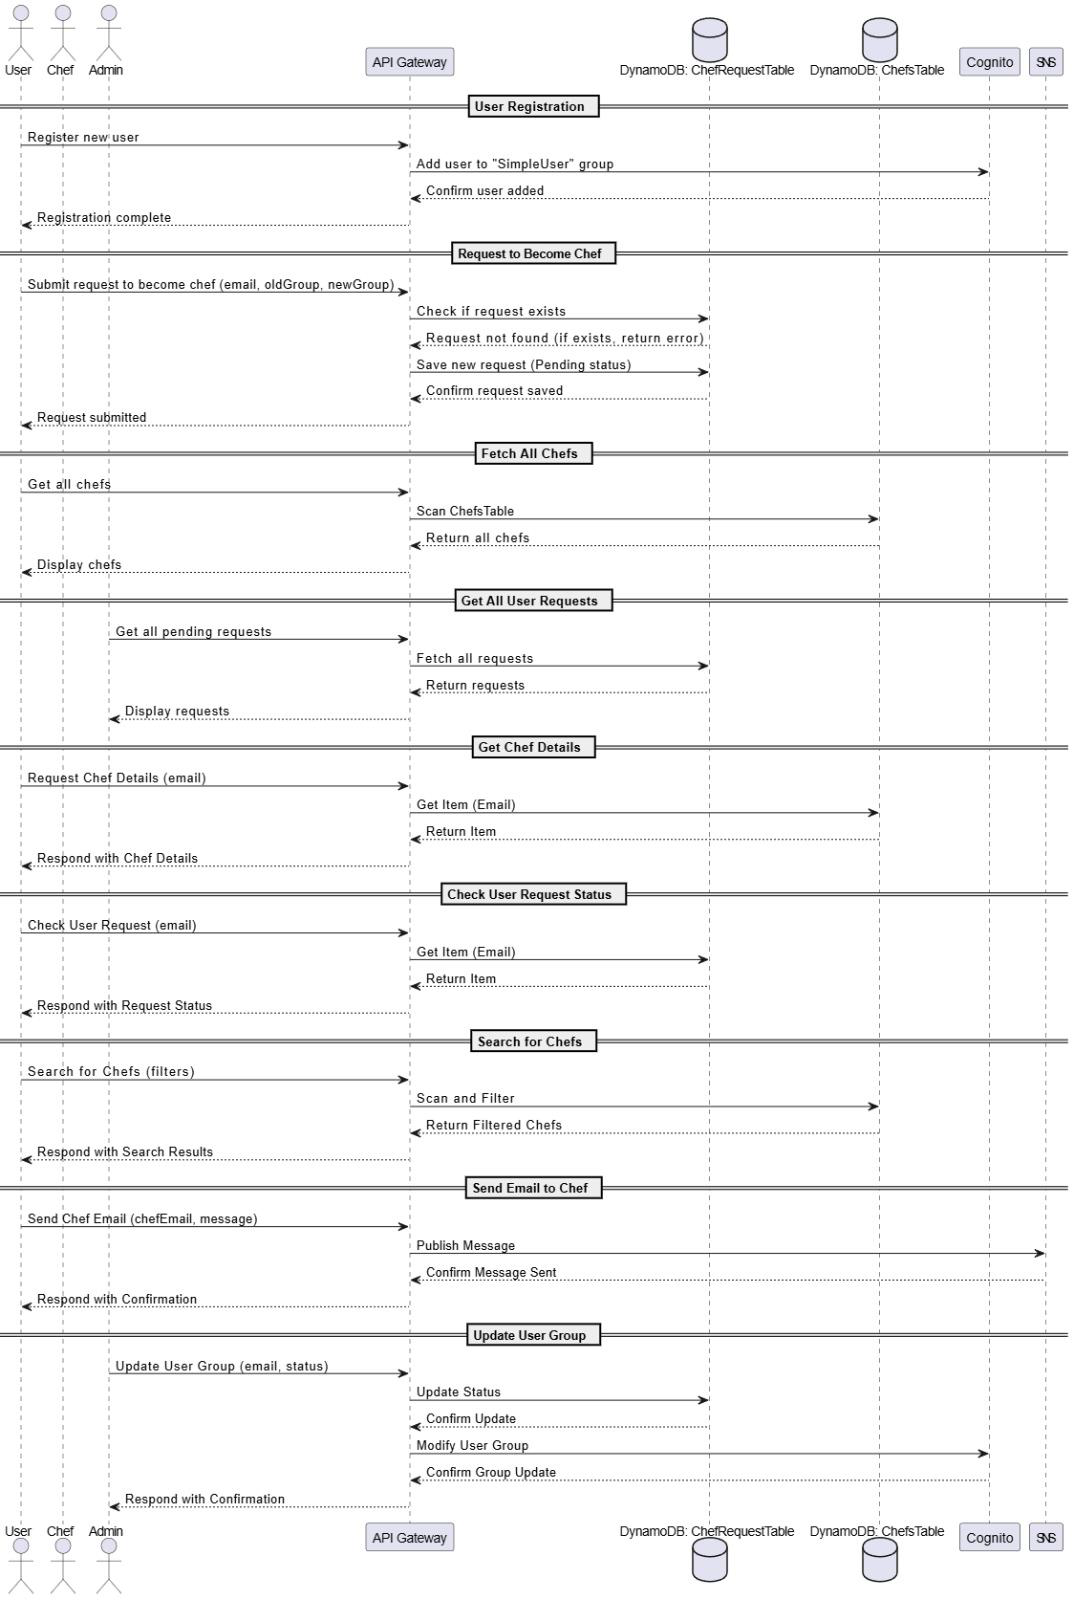 User Chef Admin API Gateway DynamoDB: ChefRequestTable DynamoDB: ChefsTable Cognito SNS
User Registration
Register new user
Add user to "SimpleUser" group
Confirm user added
Registration complete
Request to Become Chef
Submit request to become chef (email, oldGroup, newGroup)
Check if request exists
Request not found (if exists, return error)
Save new request (Pending status)
Confirm request saved
Request submitted
Fetch All Chefs
Get all chefs
Scan ChefsTable
Return all chefs
Display chefs
Get All User Requests
Get all pending requests
Fetch all requests
Return requests
Display requests
Get Chef Details
Request Chef Details (email)
Get Item (Email)
Return Item
Respond with Chef Details
Check User Request Status
Check User Request (email)
Get Item (Email)
Return Item
Respond with Request Status
Search for Chefs
Search for Chefs (filters)
Scan and Filter
Return Filtered Chefs
Respond with Search Results
Send Email to Chef
Send Chef Email (chefEmail, message)
Publish Message
Confirm Message Sent
Respond with Confirmation
Update User Group
Update User Group (email, status)
Update Status
Confirm Update
Modify User Group
Confirm Group Update
Respond with Confirmation
User Chef Admin API Gateway DynamoDB: ChefRequestTable DynamoDB: ChefsTable Cognito SNS